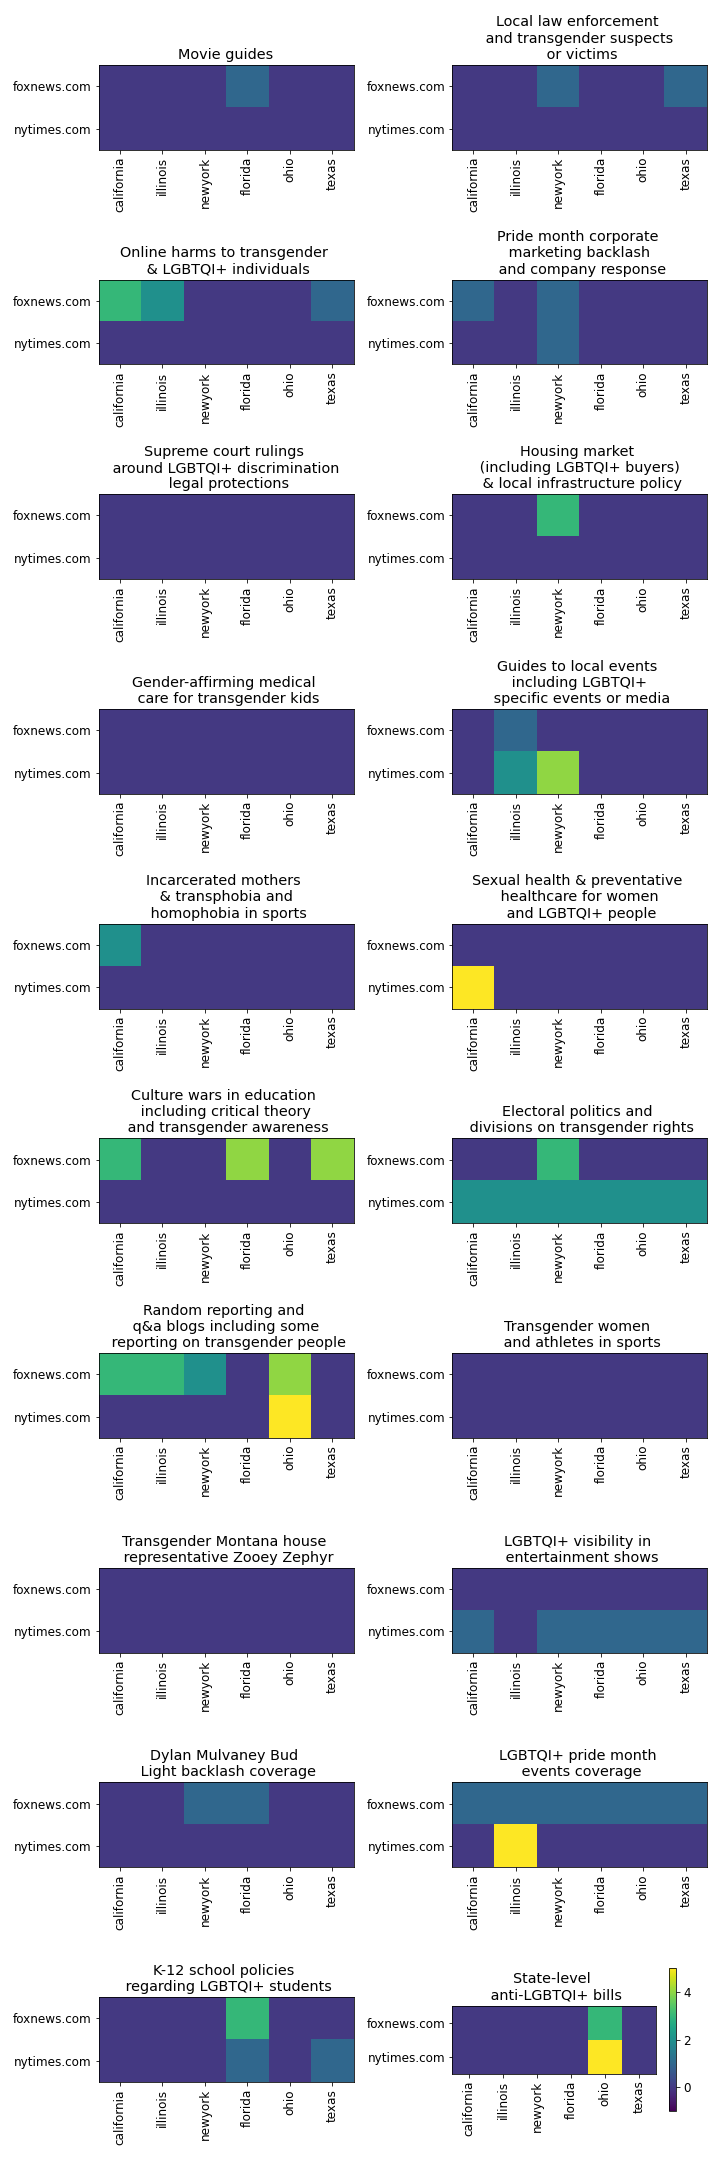 Movie guides
foxnews.com
nytimes.com
california
illinois
newyork
florida
ohio
texas
Local law enforcement
and transgender suspects
or victims
foxnews.com
nytimes.com
california
illinois
newyork
florida
ohio
texas
Online harms to transgender
& LGBTQI+ individuals
foxnews.com
nytimes.com
california
illinois
newyork
florida
ohio
texas
Pride month corporate
marketing backlash
and company response
foxnews.com
nytimes.com
california
illinois
newyork
florida
ohio
texas
Supreme court rulings
around LGBTQI+ discrimination
legal protections
foxnews.com
nytimes.com
california
illinois
newyork
florida
ohio
texas
Housing market
(including LGBTQI+ buyers)
& local infrastructure policy
foxnews.com
nytimes.com
california
illinois
newyork
florida
ohio
texas
Gender-affirming medical
care for transgender kids
foxnews.com
nytimes.com
california
illinois
newyork
florida
ohio
texas
Guides to local events
including LGBTQI+
specific events or media
foxnews.com
nytimes.com
california
illinois
newyork
florida
ohio
texas
Incarcerated mothers
& transphobia and
homophobia in sports
foxnews.com
nytimes.com
california
illinois
newyork
florida
ohio
texas
Sexual health & preventative
healthcare for women
and LGBTQI+ people
foxnews.com
nytimes.com
california
illinois
newyork
florida
ohio
texas
Culture wars in education
including critical theory
and transgender awareness
foxnews.com
nytimes.com
california
illinois
newyork
florida
ohio
texas
Electoral politics and
divisions on transgender rights
foxnews.com
nytimes.com
california
illinois
newyork
florida
ohio
texas
Random reporting and
q&a blogs including some
reporting on transgender people
foxnews.com
nytimes.com
california
illinois
newyork
florida
ohio
texas
Transgender women
and athletes in sports
foxnews.com
nytimes.com
california
illinois
newyork
florida
ohio
texas
Transgender Montana house
representative Zooey Zephyr
foxnews.com
nytimes.com
california
illinois
newyork
florida
ohio
texas
LGBTQI+ visibility in
entertainment shows
foxnews.com
nytimes.com
california
illinois
newyork
florida
ohio
texas
Dylan Mulvaney Bud
Light backlash coverage
foxnews.com
nytimes.com
california
illinois
newyork
florida
ohio
texas
LGBTQI+ pride month
events coverage
foxnews.com
nytimes.com
california
illinois
newyork
florida
ohio
texas
K-12 school policies
regarding LGBTQI+ students
foxnews.com
nytimes.com
california
illinois
newyork
florida
ohio
texas
State-level
anti-LGBTQI+ bills
foxnews.com
nytimes.com
california
illinois
newyork
florida
ohio
texas
4
2
0